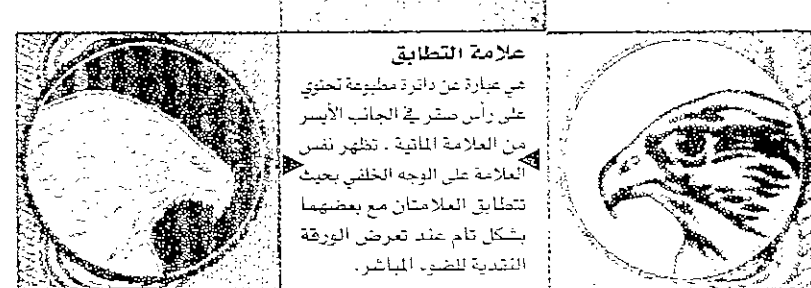 علامة التطابق
هي عبارة عن دائرة مطبوعة تحتوي
على رأس صقر في الجانب الأيسر
من العلامة المائية . تظهر نفس
العلامة على الوجه الخلفي بحيث
تتطابق العلامتان مع بعضهما
بشكل تام عند تعرض الورقة
النقدية للضوء المباشر.